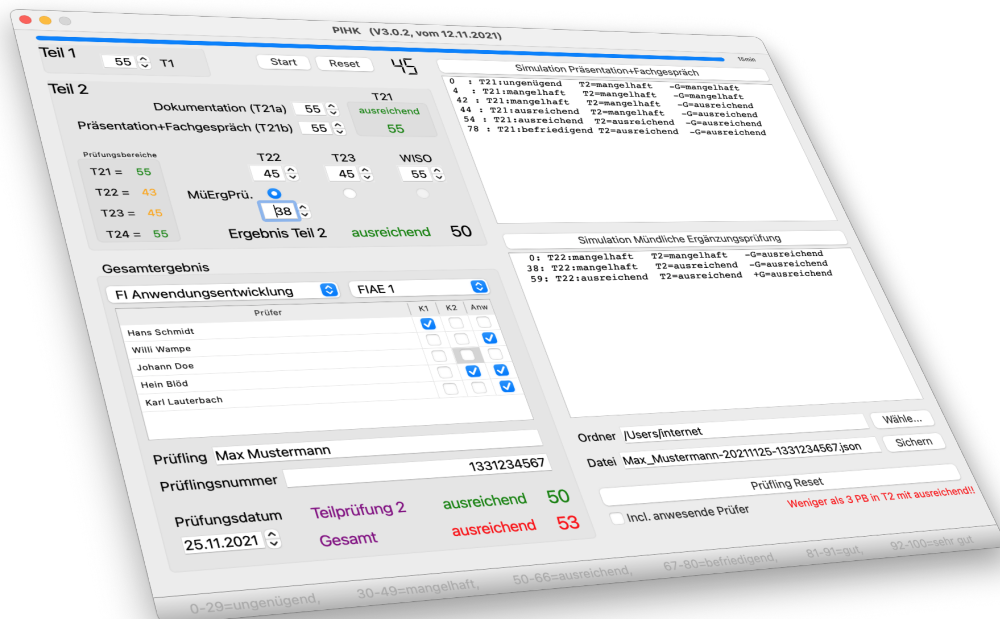 PIHK (V3.0.2, vom 12.11.2021)
15min
Teil 1
55 T1
Start Reset 45
Teil 2
T21
Dokumentation (T21a) 55 ausreichend
Präsentation+Fachgespräch (T21b) 55 55
Prüfungsbereiche
T21 = 55
T22 = 43
T23 = 45
T24 = 55
T22 T23 WISO
45 45 55
MüErgPrü.
38
Ergebnis Teil 2 ausreichend 50
Gesamtergebnis
FI Anwendungsentwicklung FIAE 1
Prüfer K1 K2 Anw
Hans Schmidt
Willi Wampe
Johann Doe
Hein Blöd
Karl Lauterbach
Prüfling Max Mustermann
Prüflingsnummer 1331234567
Prüfungsdatum
25.11.2021
Teilprüfung 2 ausreichend 50
Gesamt ausreichend 53
Simulation Präsentation+Fachgespräch
0 : T21:ungenügend T2=mangelhaft -G=mangelhaft
4 : T21:mangelhaft T2=mangelhaft -G=mangelhaft
42 : T21:mangelhaft T2=mangelhaft -G=ausreichend
44 : T21:ausreichend T2=mangelhaft -G=ausreichend
54 : T21:ausreichend T2=ausreichend -G=ausreichend
78 : T21:befriedigend T2=ausreichend -G=ausreichend
Simulation Mündliche Ergänzungsprüfung
0: T22:mangelhaft T2=mangelhaft -G=ausreichend
38: T22:mangelhaft T2=ausreichend -G=ausreichend
59: T22:ausreichend T2=ausreichend +G=ausreichend
Ordner /Users/internet Wähle...
Datei Max_Mustermann-20211125-1331234567.json Sichern
Prüfling Reset
Incl. anwesende Prüfer
Weniger als 3 PB in T2 mit ausreichend!!
0-29=ungenügend, 30-49=mangelhaft, 50-66=ausreichend, 67-80=befriedigend, 81-91=gut, 92-100=sehr gut